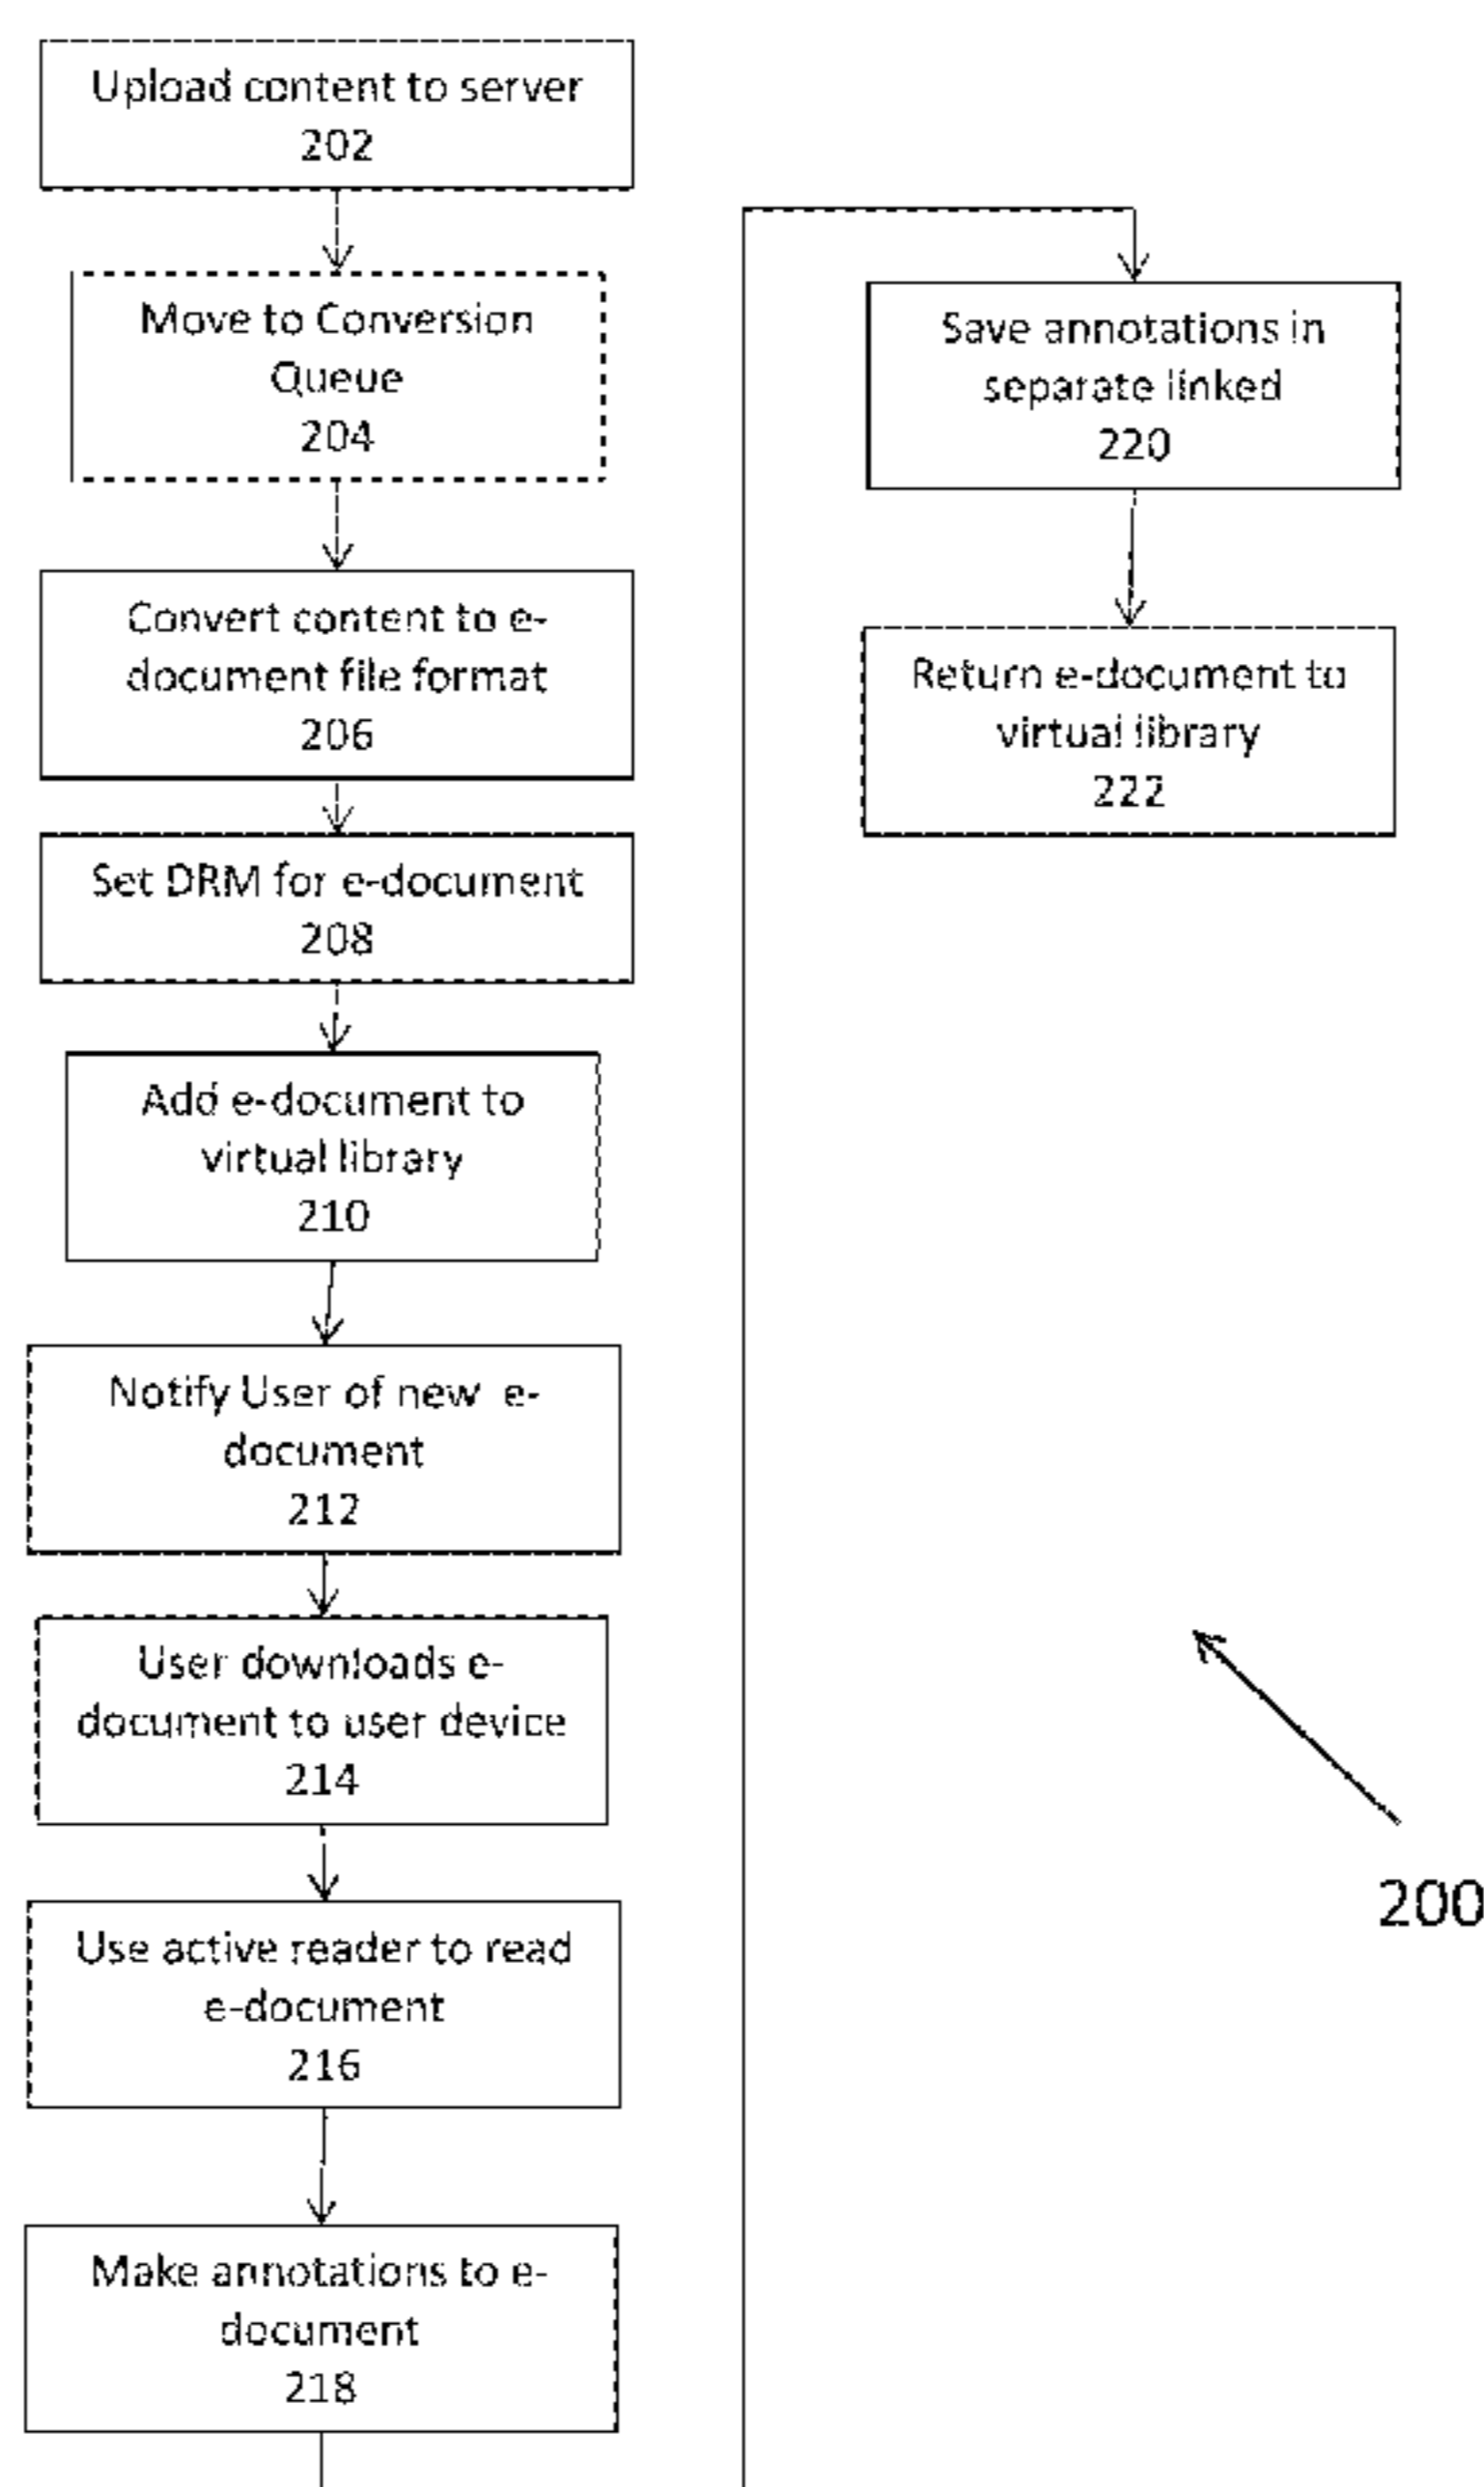 Upload content to server
202
Move to Conversion
Queue
204
Convert content to e-
document file format
206
Set DRM for e-document
208
Add e-document to
virtual library
210
Notify User of new e-
document
212
User downloads e-
document to user device
214
Use active reader to read
e-document
216
Make annotations to e-
document
218
Save annotations in
separate linked
220
Return e-document to
virtual library
222
200